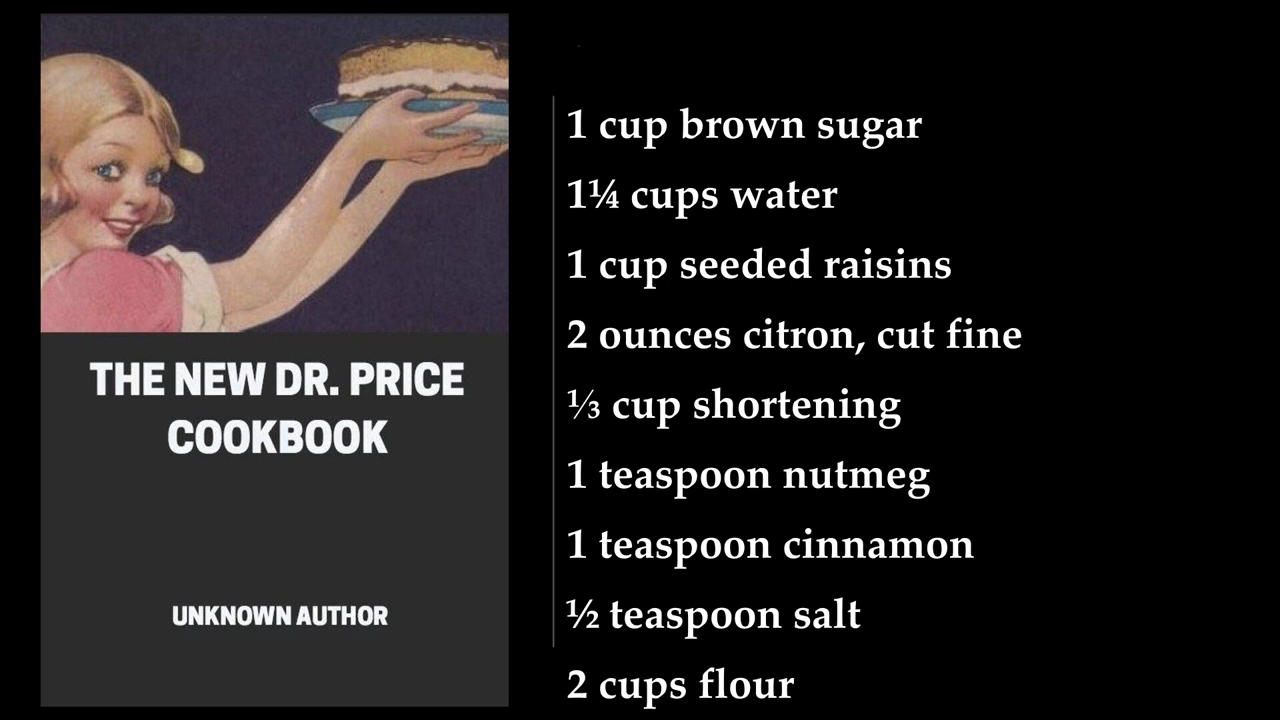 THE NEW DR. PRICE
COOKBOOK
UNKNOWN AUTHOR
1 cup brown sugar
1¼ cups water
1 cup seeded raisins
2 ounces citron, cut fine
⅓ cup shortening
1 teaspoon nutmeg
1 teaspoon cinnamon
½ teaspoon salt
2 cups flour